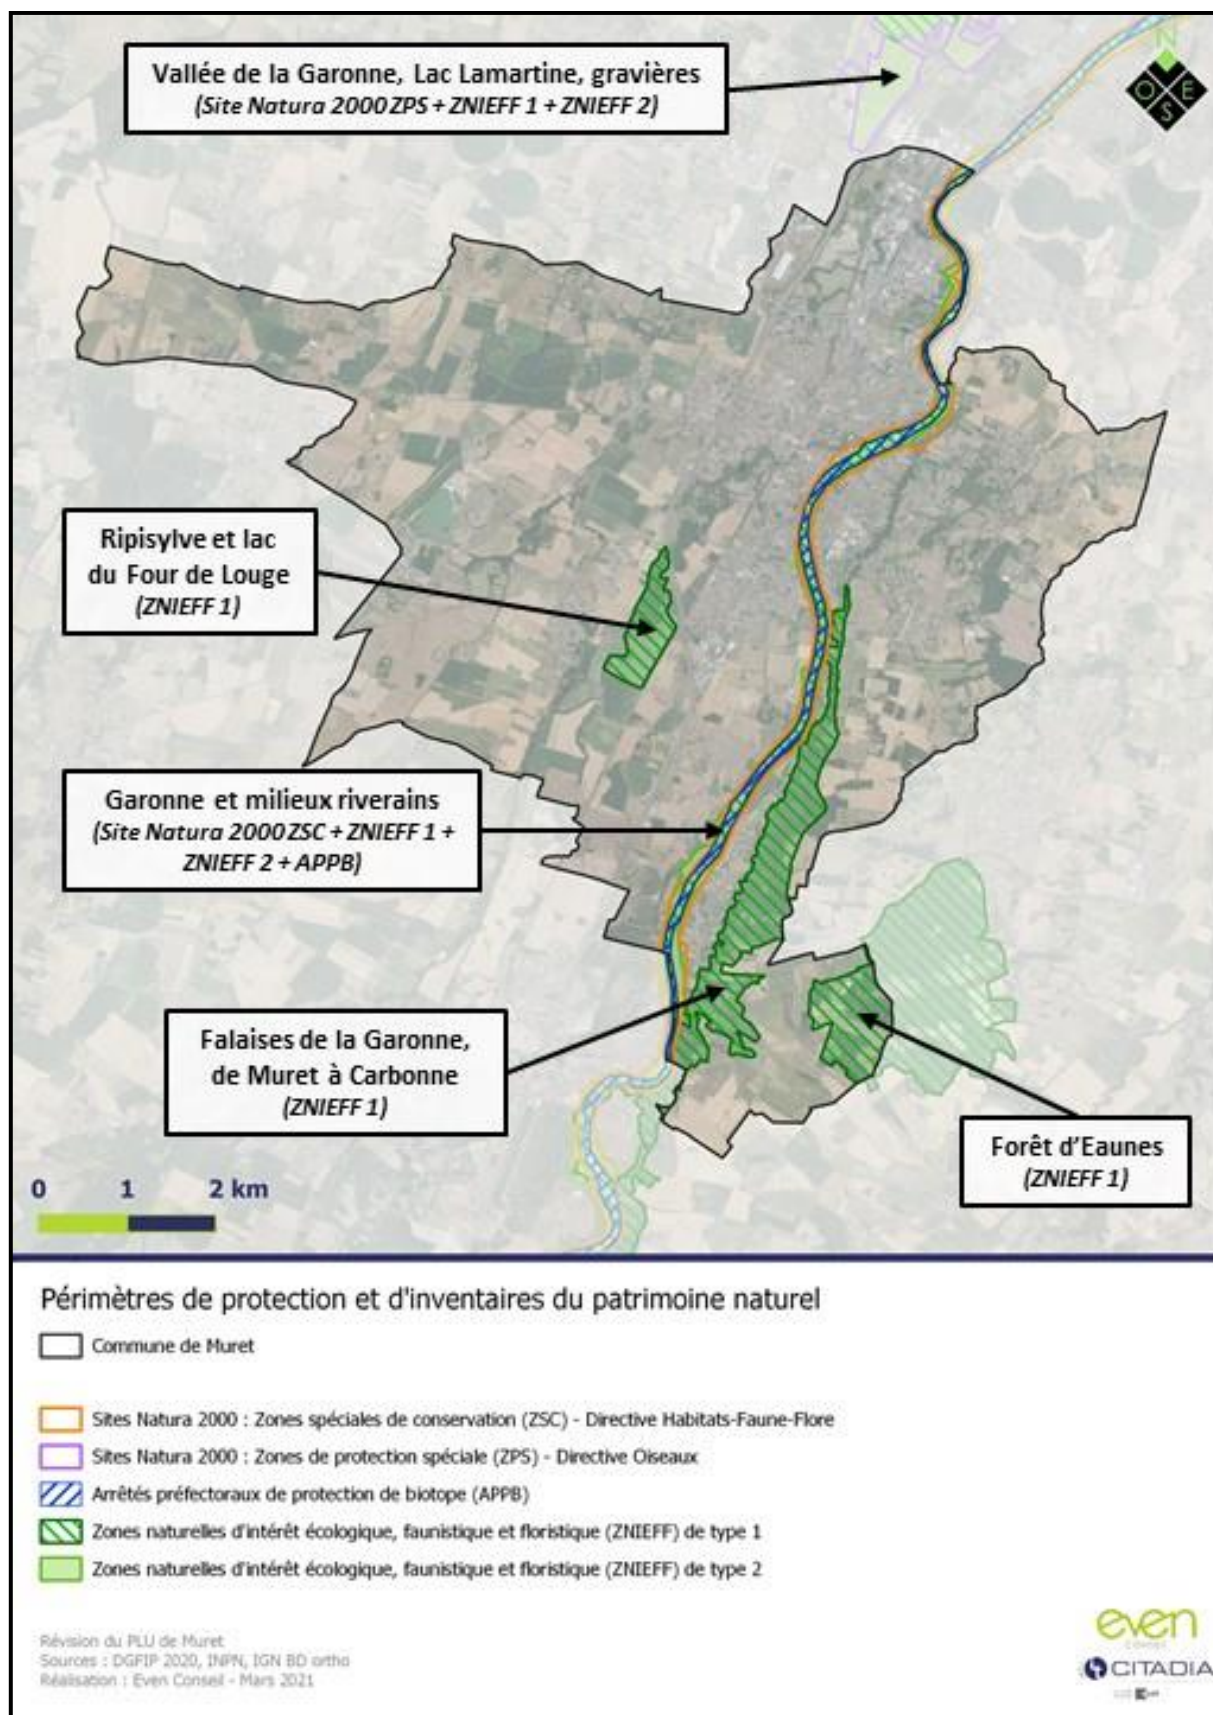 Vallée de la Garonne, Lac Lamartine, gravières
(Site Natura 2000 ZPS + ZNIEFF 1 + ZNIEFF 2)
N
O E
S
Ripisylve et lac
du Four de Louge
(ZNIEFF 1)
Garonne et milieux riverains
(Site Natura 2000 ZSC + ZNIEFF 1 +
ZNIEFF 2 + APPB)
Falaises de la Garonne,
de Muret à Carbonne
(ZNIEFF 1)
Forêt d'Eaunes
(ZNIEFF 1)
0 1 2 km
Périmètres de protection et d'inventaires du patrimoine naturel
Commune de Muret
Sites Natura 2000 : Zones spéciales de conservation (ZSC) - Directive Habitats-Faune-Flore
Sites Natura 2000 : Zones de protection spéciale (ZPS) - Directive Oiseaux
Arrêtés préfectoraux de protection de biotope (APPB)
Zones naturelles d'intérêt écologique, faunistique et floristique (ZNIEFF) de type 1
Zones naturelles d'intérêt écologique, faunistique et floristique (ZNIEFF) de type 2
Révision du PLU de Muret
Sources : DGFIP 2020, INPN, IGN BD ortho
Réalisation : Even Conseil - Mars 2021
even
CITADIA